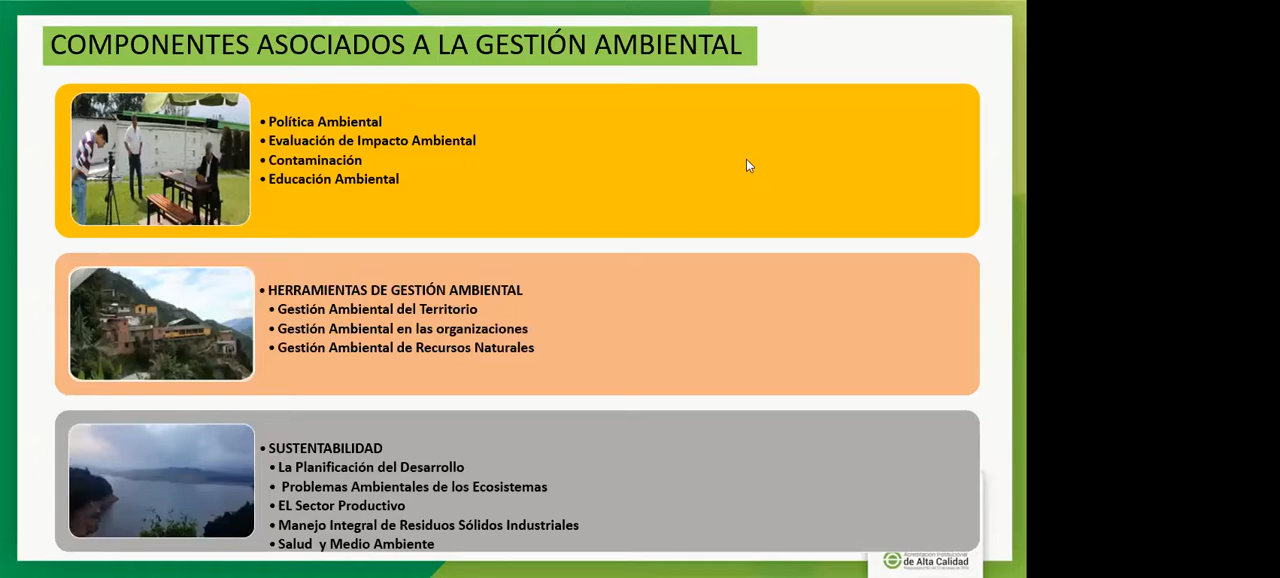 COMPONENTES ASOCIADOS A LA GESTIÓN AMBIENTAL
• Política Ambiental
• Evaluación de Impacto Ambiental
• Contaminación
• Educación Ambiental
• HERRAMIENTAS DE GESTIÓN AMBIENTAL
• Gestión Ambiental del Territorio
• Gestión Ambiental en las organizaciones
• Gestión Ambiental de Recursos Naturales
• SUSTENTABILIDAD
• La Planificación del Desarrollo
• Problemas Ambientales de los Ecosistemas
• EL Sector Productivo
• Manejo Integral de Residuos Sólidos Industriales
• Salud y Medio Ambiente
Acreditación Institucional
de Alta Calidad